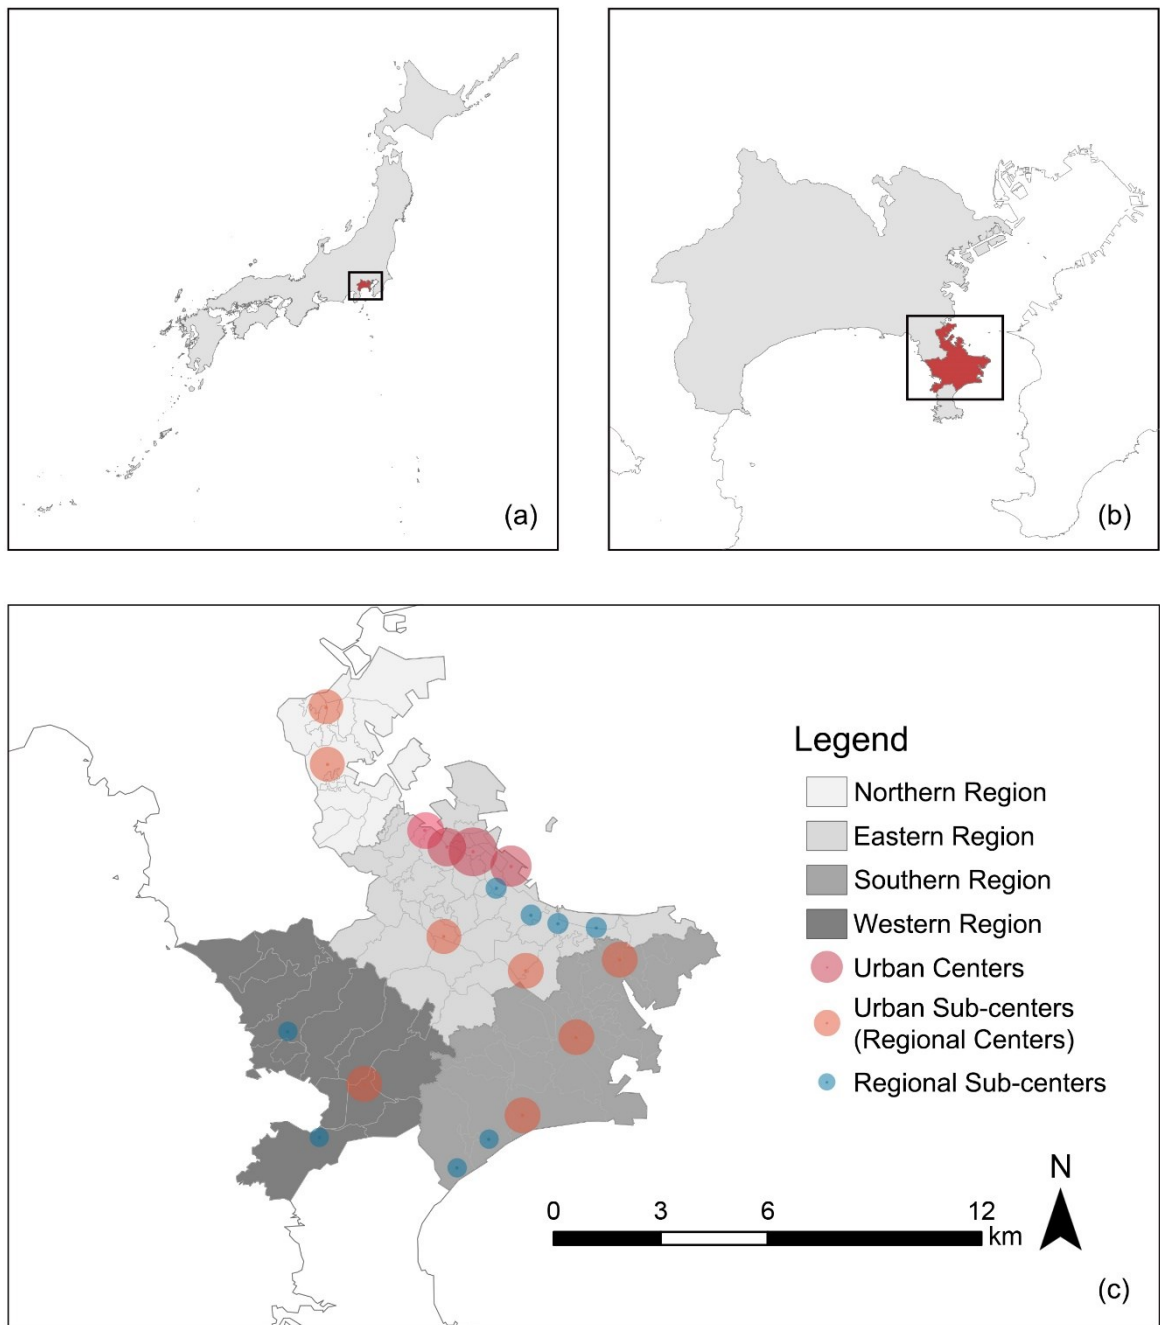 (a)
(b)
Legend
Northern Region
Eastern Region
Southern Region
Western Region
Urban Centers
Urban Sub-centers
(Regional Centers)
Regional Sub-centers
N
0 3 6 12
km
(c)